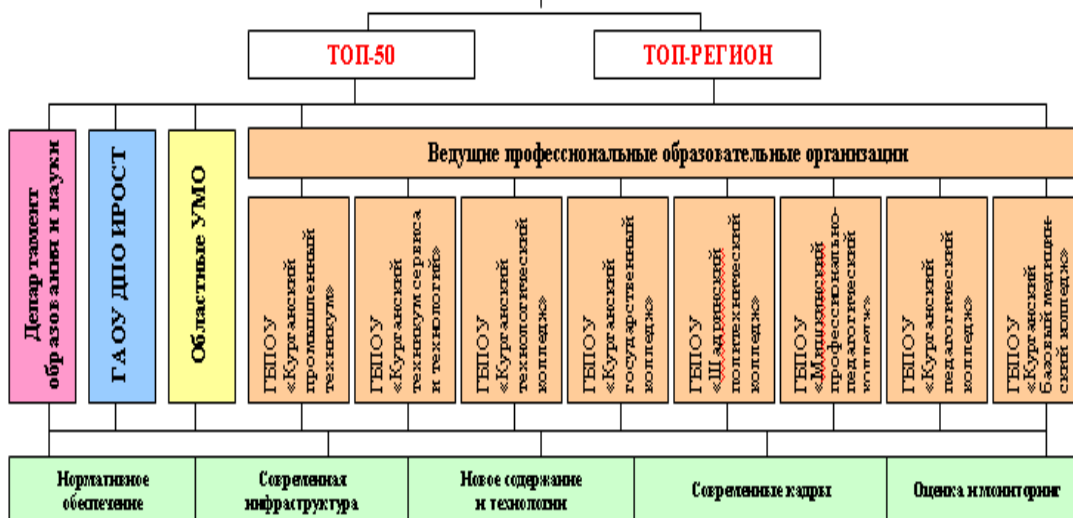 ТОП-50
ТОП-РЕГИОН
Департамент
образования и науки
ГАОУ ДПО ИРОСТ
Областные УМО
Ведущие профессиональные образовательные организации
ГБПОУ
«Курганский
промышленный
техникум»
ГБПОУ
«Курганский
техникум сервиса
и технологий»
ГБПОУ
«Курганский
технологический
колледж»
ГБПОУ
«Курганский
государственный
колледж»
ГБПОУ
«Шадринский
политехнический
колледж»
ГБПОУ
«Мишкинский
профессионально-
педагогический
колледж»
ГБПОУ
«Курганский
педагогический
колледж»
ГБПОУ
«Курганский
базовый медицин-
ский колледж»
Нормативное
обеспечение
Современная
инфраструктура
Новое содержание
и технологии
Современные кадры
Оценка и мониторинг